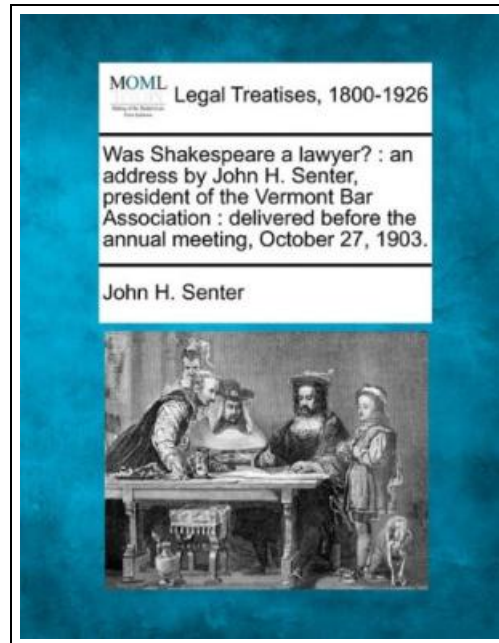 MOML
Legal Treatises, 1800-1926
Was Shakespeare a lawyer? : an
address by John H. Senter,
president of the Vermont Bar
Association : delivered before the
annual meeting, October 27, 1903.
John H. Senter